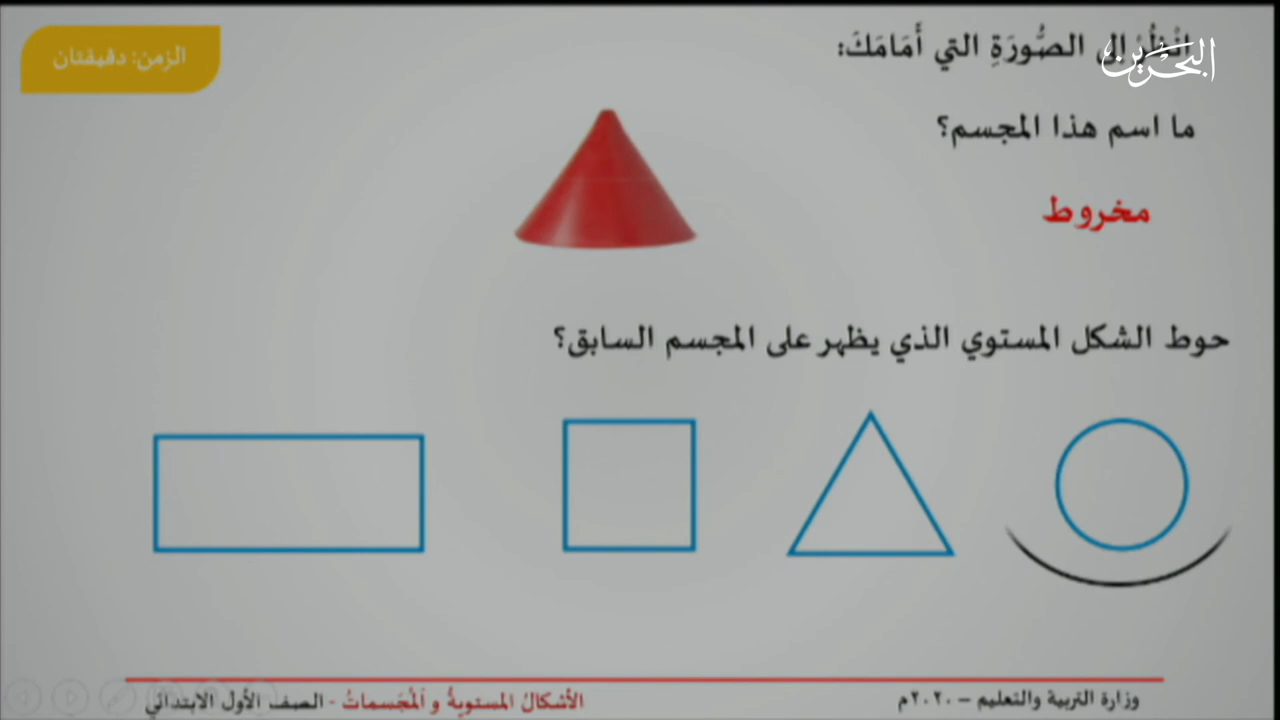 الزمن: دقيقتان
البحرين
انْظُرْ إلى الصُّورَةِ التي أَمَامَكَ:
ما اسم هذا المجسم؟
مخروط
حوط الشكل المستوي الذي يظهر على المجسم السابق؟
وزارة التربية والتعليم – ٢٠٢٠م
الأشكالُ المستويةُ و اَلْمُجَسماتُ - الصف الأول الابتدائي